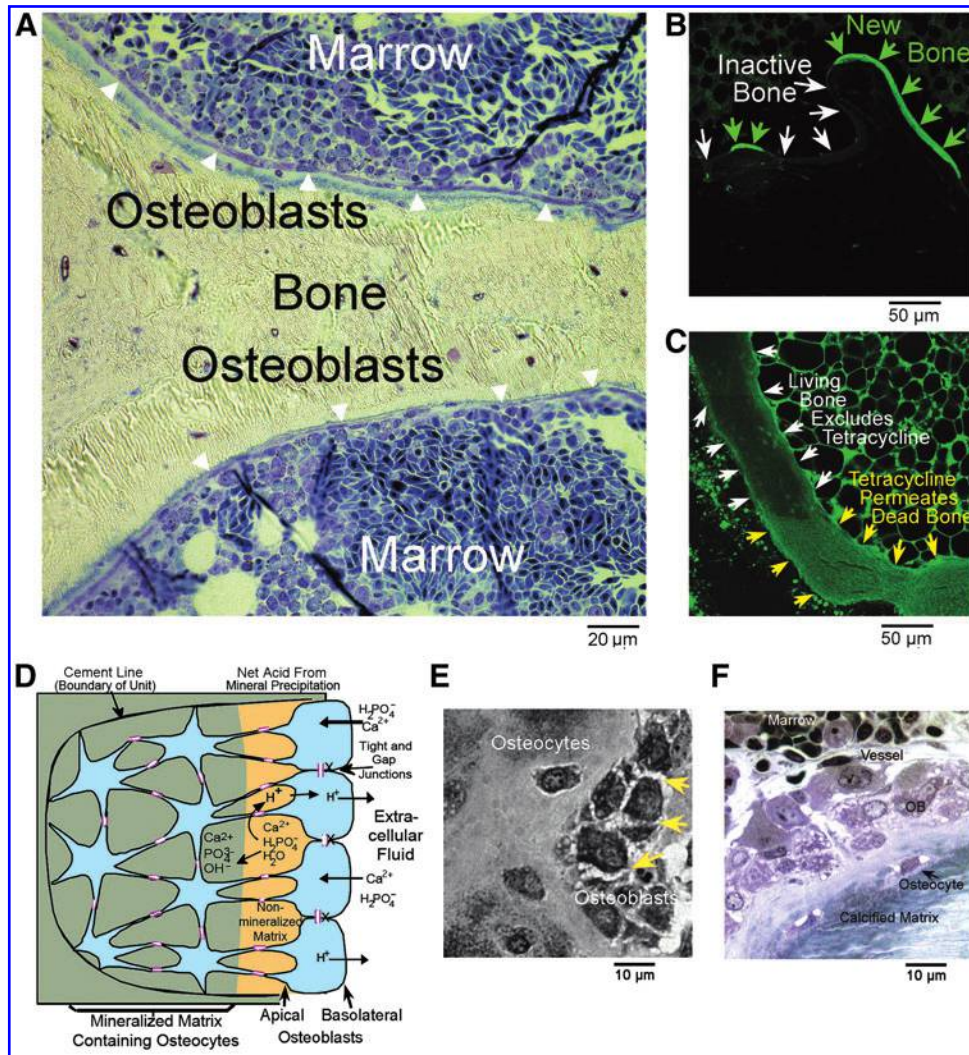 A
Marrow
Osteoblasts
Bone
Osteoblasts
Marrow
20 µm
B
New
Bone
Inactive
Bone
50 µm
C
Living
Bone
Excludes
Tetracycline
Tetracycline
Permeates
Dead Bone
50 µm
D
Cement Line
(Boundary of Unit)
Net Acid From
Mineral Precipitation
H₂PO₄⁻
Ca²⁺
Tight and
Gap
Junctions
H⁺
H⁺
Extra-
cellular
Fluid
Ca²⁺
PO₄³⁻
OH⁻
Ca²⁺
H₂PO₄⁻
H₂O
Ca²⁺
H₂PO₄⁻
Non-
mineralized
Matrix
H⁺
Mineralized Matrix
Containing Osteocytes
Apical
Basolateral
Osteoblasts
E
Osteocytes
Osteoblasts
10 µm
F
Marrow
Vessel
OB
Osteocyte
Calcified Matrix
10 µm